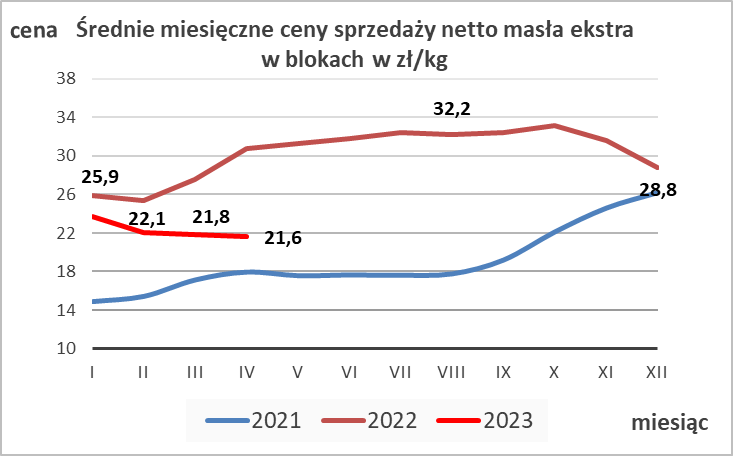 cena Średnie miesięczne ceny sprzedaży netto masła ekstra
w blokach w zł/kg
38
34
32,2
30
25,9
26
28,8
22,1
21,8
22
21,6
18
14
10
I II III IV V VI VII VIII IX X XI XII
2021 2022 2023
miesiąc